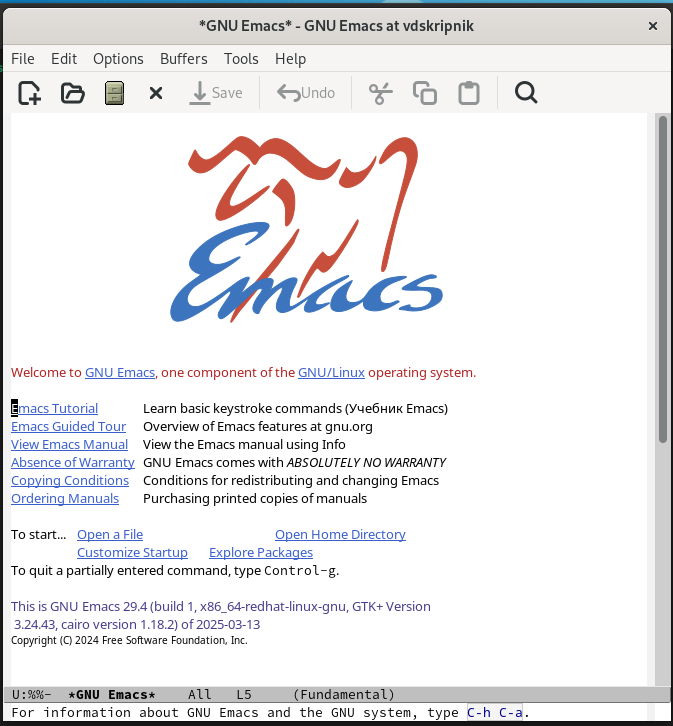 *GNU Emacs* - GNU Emacs at vdskripnik
File Edit Options Buffers Tools Help
Save Undo
Emacs
Welcome to GNU Emacs, one component of the GNU/Linux operating system.
Emacs Tutorial Learn basic keystroke commands (Учебник Emacs)
Emacs Guided Tour Overview of Emacs features at gnu.org
View Emacs Manual View the Emacs manual using Info
Absence of Warranty GNU Emacs comes with ABSOLUTELY NO WARRANTY
Copying Conditions Conditions for redistributing and changing Emacs
Ordering Manuals Purchasing printed copies of manuals
To start... Open a File Open Home Directory
Customize Startup Explore Packages
To quit a partially entered command, type Control-g.
This is GNU Emacs 29.4 (build 1, x86_64-redhat-linux-gnu, GTK+ Version
3.24.43, cairo version 1.18.2) of 2025-03-13
Copyright (C) 2024 Free Software Foundation, Inc.
U:%%- *GNU Emacs* All L5 (Fundamental)
For information about GNU Emacs and the GNU system, type C-h C-a.